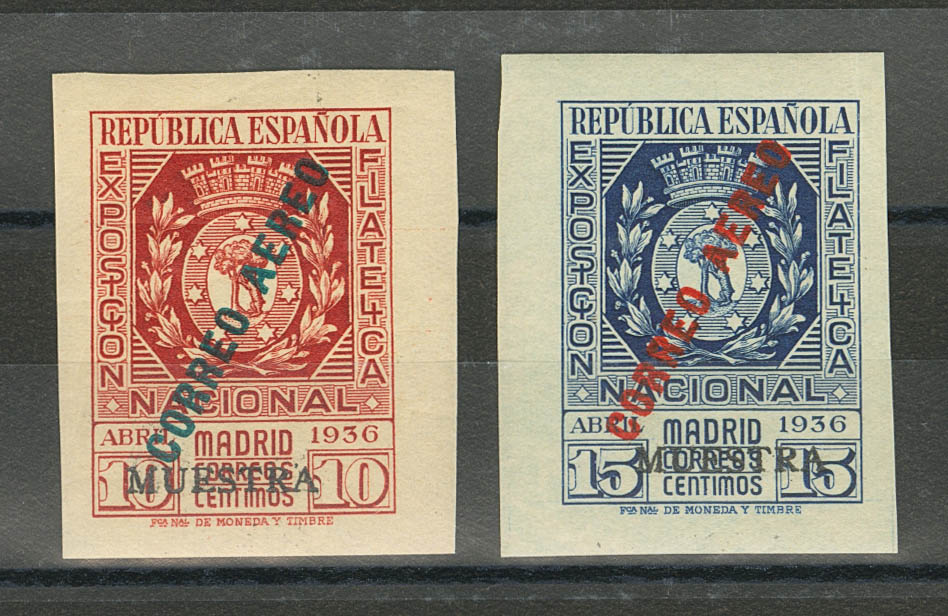 REPÚBLICA ESPAÑOLA
EXPOSICION
FILATELICA
NACIONAL
CORREO AEREO
ABRIL MADRID 1936
10 CORREOS 10
CENTIMOS
MUESTRA
FCA NAL DE MONEDA Y TIMBRE
REPÚBLICA ESPAÑOLA
EXPOSICION
FILATELICA
NACIONAL
CORREO AEREO
ABRIL MADRID 1936
15 CORREOS 15
CENTIMOS
MUESTRA
FCA NAL DE MONEDA Y TIMBRE